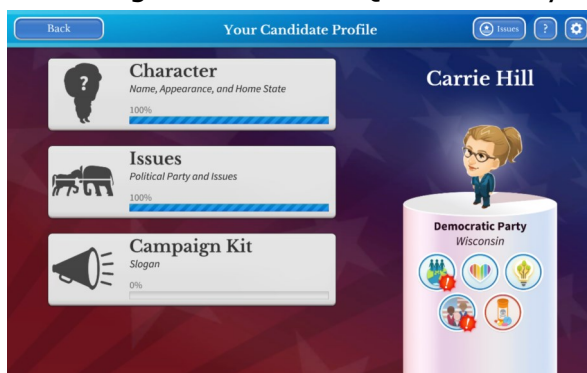 Back
Your Candidate Profile
Issues
?
?
Character
Name, Appearance, and Home State
100%
Issues
Political Party and Issues
100%
Campaign Kit
Slogan
0%
Carrie Hill
Democratic Party
Wisconsin
!
!